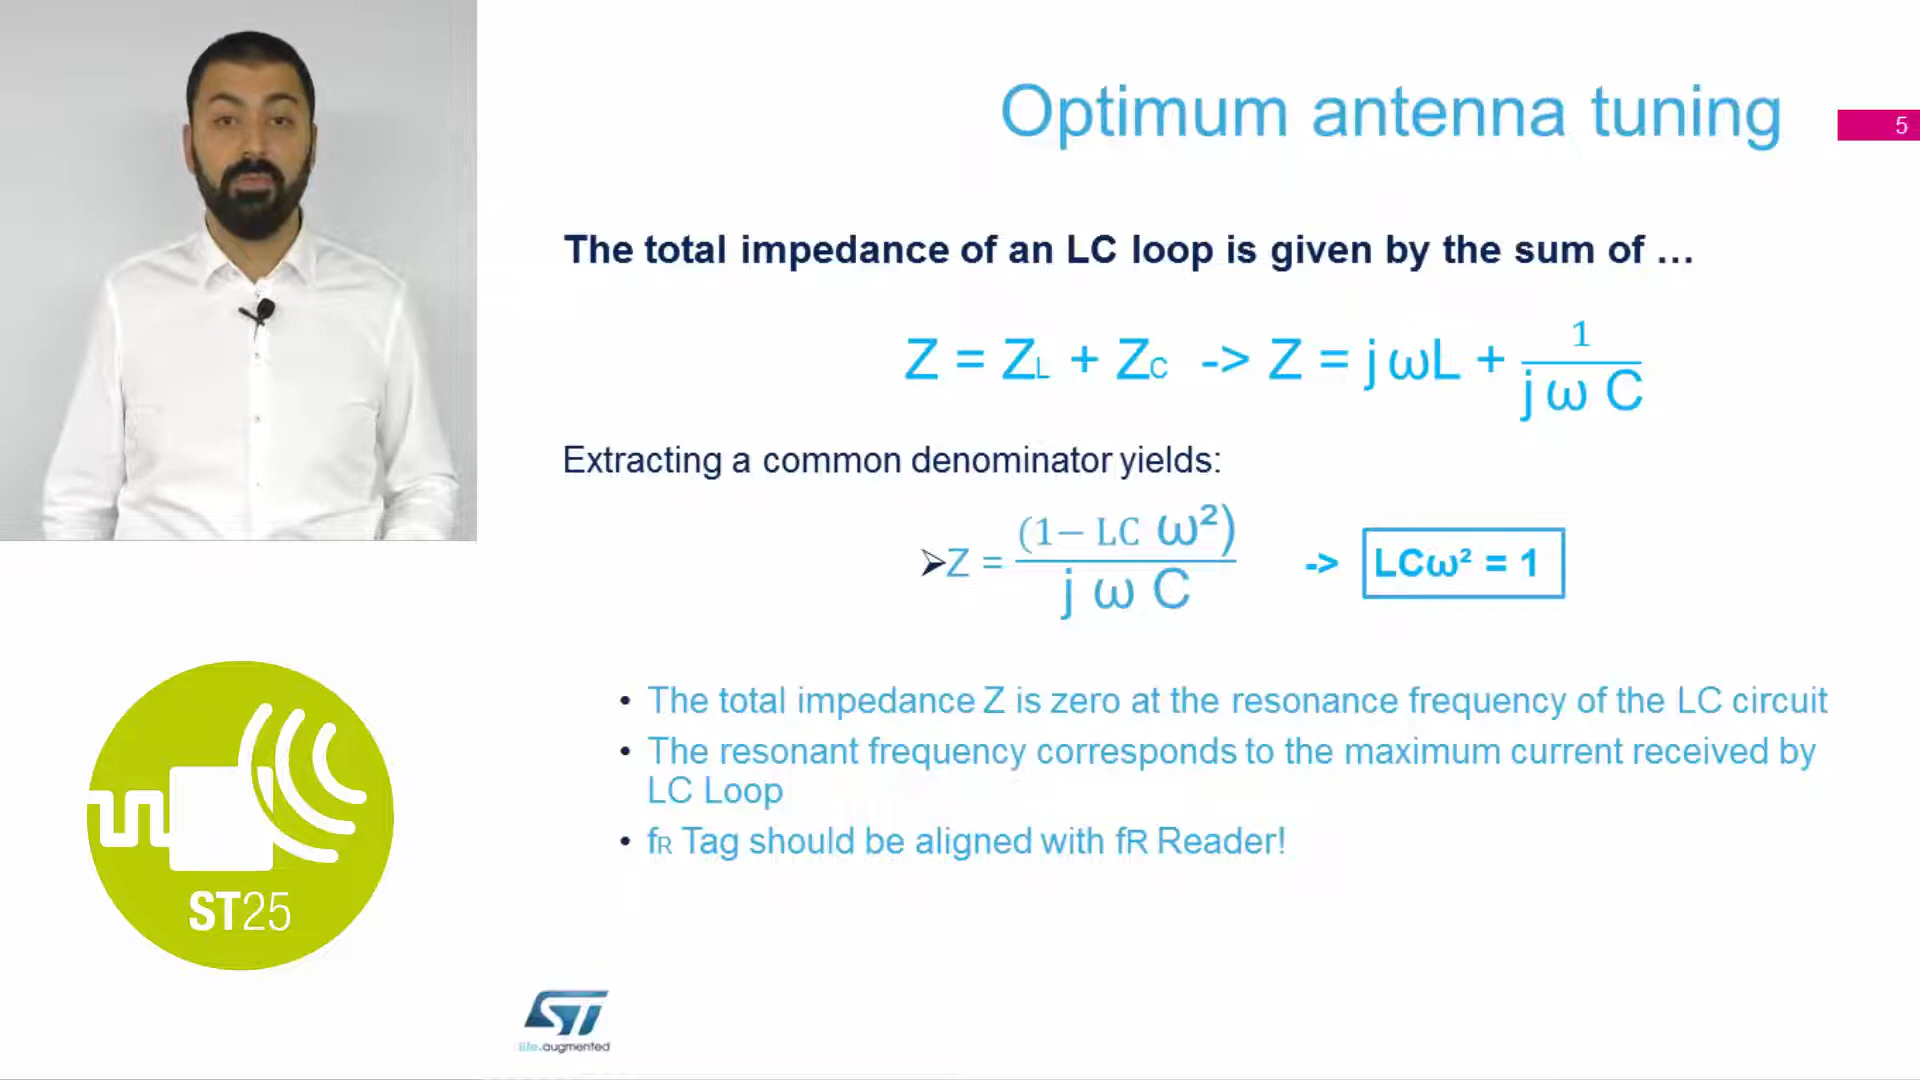 Optimum antenna tuning
5
The total impedance of an LC loop is given by the sum of ...
Z = ZL + ZC -> Z = j ωL + 1 / j ω C
Extracting a common denominator yields:
➢Z = (1− LC ω²) / j ω C -> LCω² = 1
• The total impedance Z is zero at the resonance frequency of the LC circuit
• The resonant frequency corresponds to the maximum current received by
LC Loop
• fR Tag should be aligned with fR Reader!
ST25
ST
life.augmented